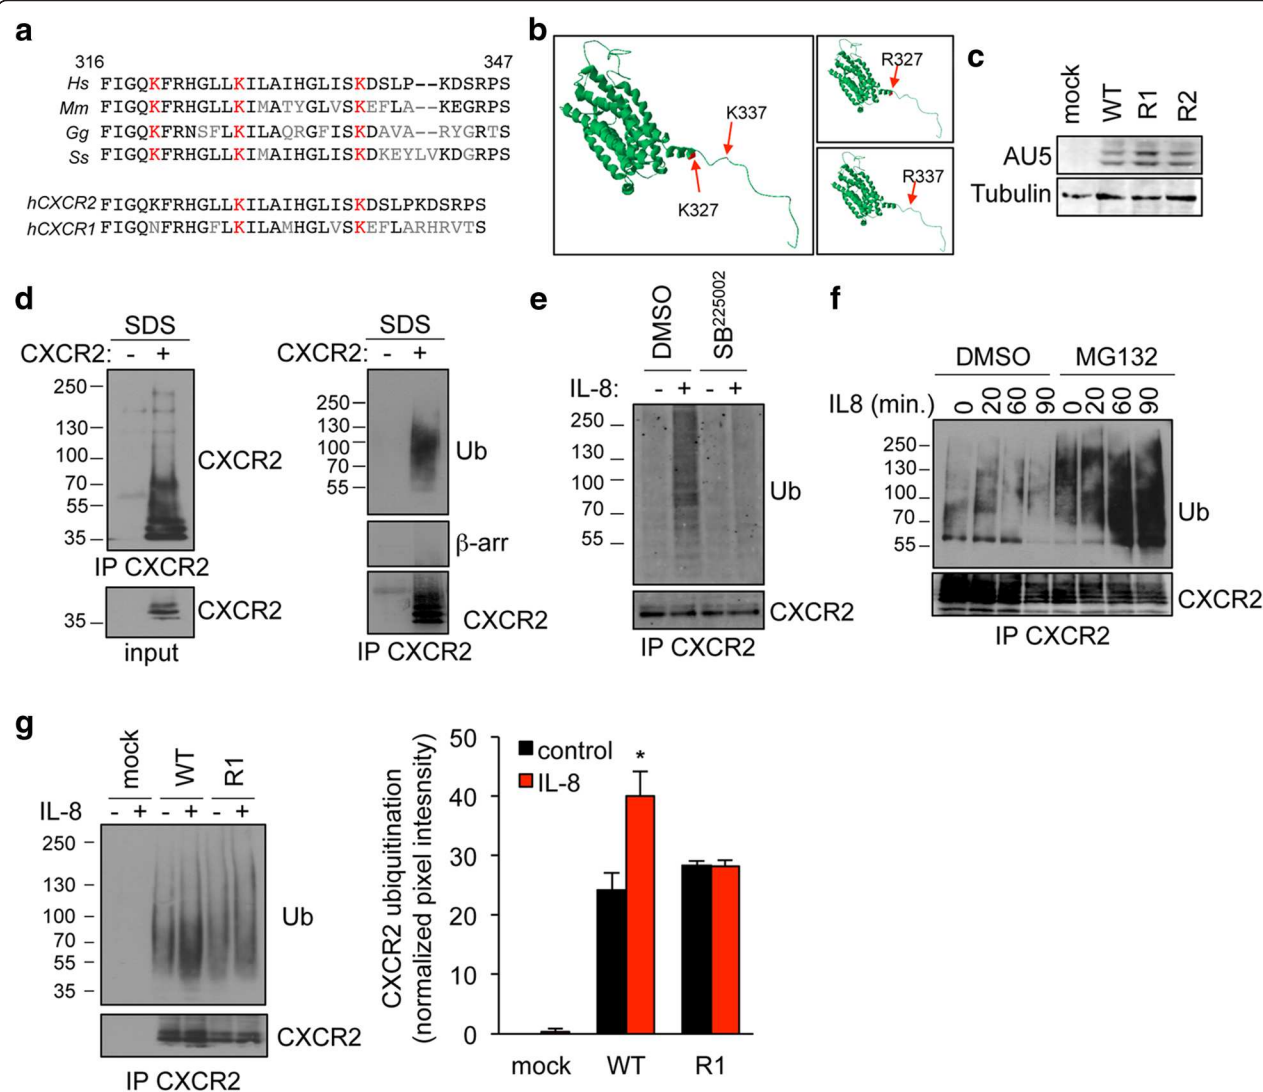 a
316 347
Hs FIGQKFRHGLLKILAIHGLISKDSLP--KDSRPS
Mm FIGQKFRHGLLKIMATYGLVSKEFLA--KEGRPS
Gg FIGQKFRNSFLKILAQRGFISKDAVA--RYGRTS
Ss FIGQKFRHGLLKIMAIHGLISKDKEYLVKDGRPS
hCXCR2 FIGQKFRHGLLKILAIHGLISKDSLPKDSRPS
hCXCR1 FIGQNFRHGFLKILAMHGLVSKEFLARHRVTS
b
K337
K327
R327
R337
c
mock WT R1 R2
AU5
Tubulin
d
SDS
CXCR2: - +
250
130
100
70
55
35
CXCR2
IP CXCR2
35
CXCR2
input
SDS
CXCR2: - +
250
130
100
70
55
Ub
β-arr
CXCR2
IP CXCR2
e
DMSO SB225002
IL-8: - + - +
250
130
100
70
55
Ub
CXCR2
IP CXCR2
f
DMSO MG132
IL8 (min.) 0 20 60 90 0 20 60 90
250
130
100
70
55
Ub
CXCR2
IP CXCR2
g
mock WT R1
IL-8 - + - + - +
250
130
100
70
55
35
Ub
CXCR2
IP CXCR2
CXCR2 ubiquitination
(normalized pixel intesnsity)
50
40
30
20
10
0
control
IL-8
*
mock WT R1